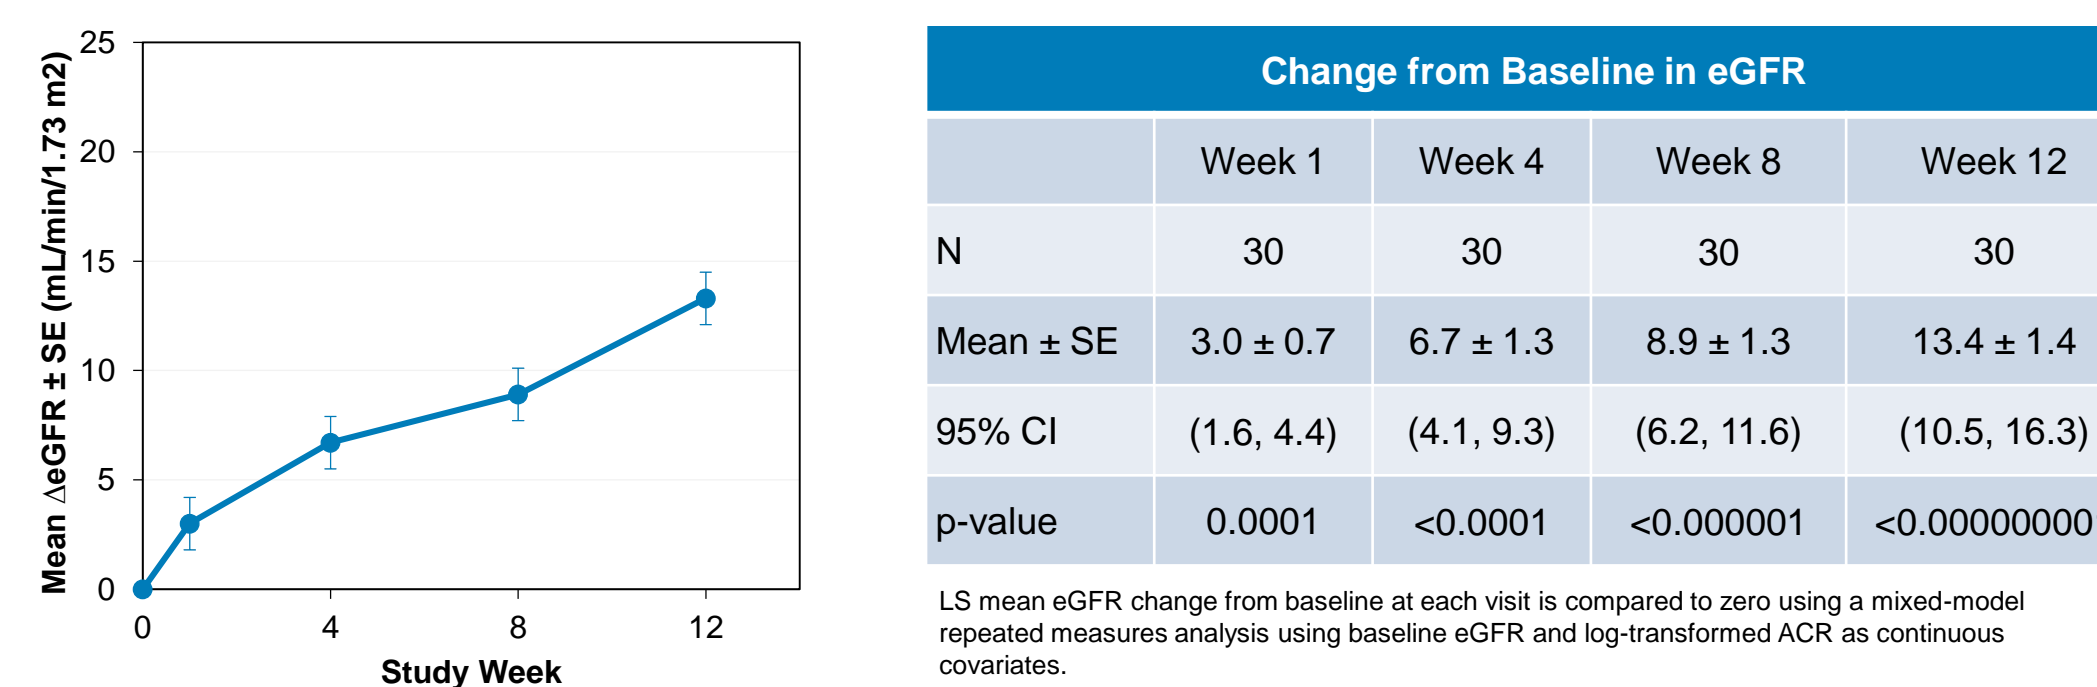 25
20
15
10
5
0
Mean ΔeGFR ± SE (mL/min/1.73 m2)
0 4 8 12
Study Week
Change from Baseline in eGFR
Week 1 Week 4 Week 8 Week 12
N 30 30 30 30
Mean ± SE 3.0 ± 0.7 6.7 ± 1.3 8.9 ± 1.3 13.4 ± 1.4
95% CI (1.6, 4.4) (4.1, 9.3) (6.2, 11.6) (10.5, 16.3)
p-value 0.0001 <0.0001 <0.000001 <0.00000000
LS mean eGFR change from baseline at each visit is compared to zero using a mixed-model
repeated measures analysis using baseline eGFR and log-transformed ACR as continuous
covariates.